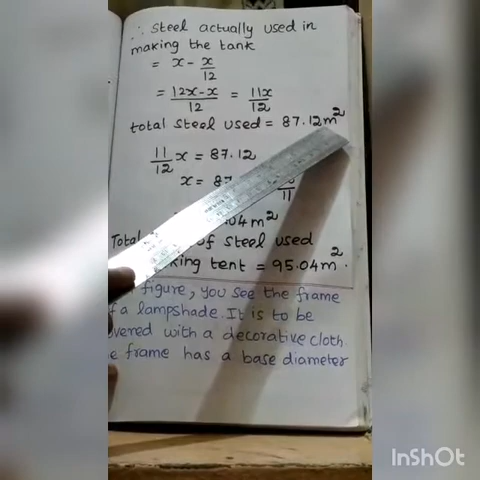 ∴ Steel actually used in
making the tank
= x - x/12
= (12x-x)/12 = 11x/12
total steel used = 87.12m²
11/12 x = 87.12
x = 87.
11
.04m²
Total of steel used
king tent = 95.04m².
figure, you see the frame
a lampshade. It is to be
vered with a decorative cloth
e frame has a base diameter
InShOt